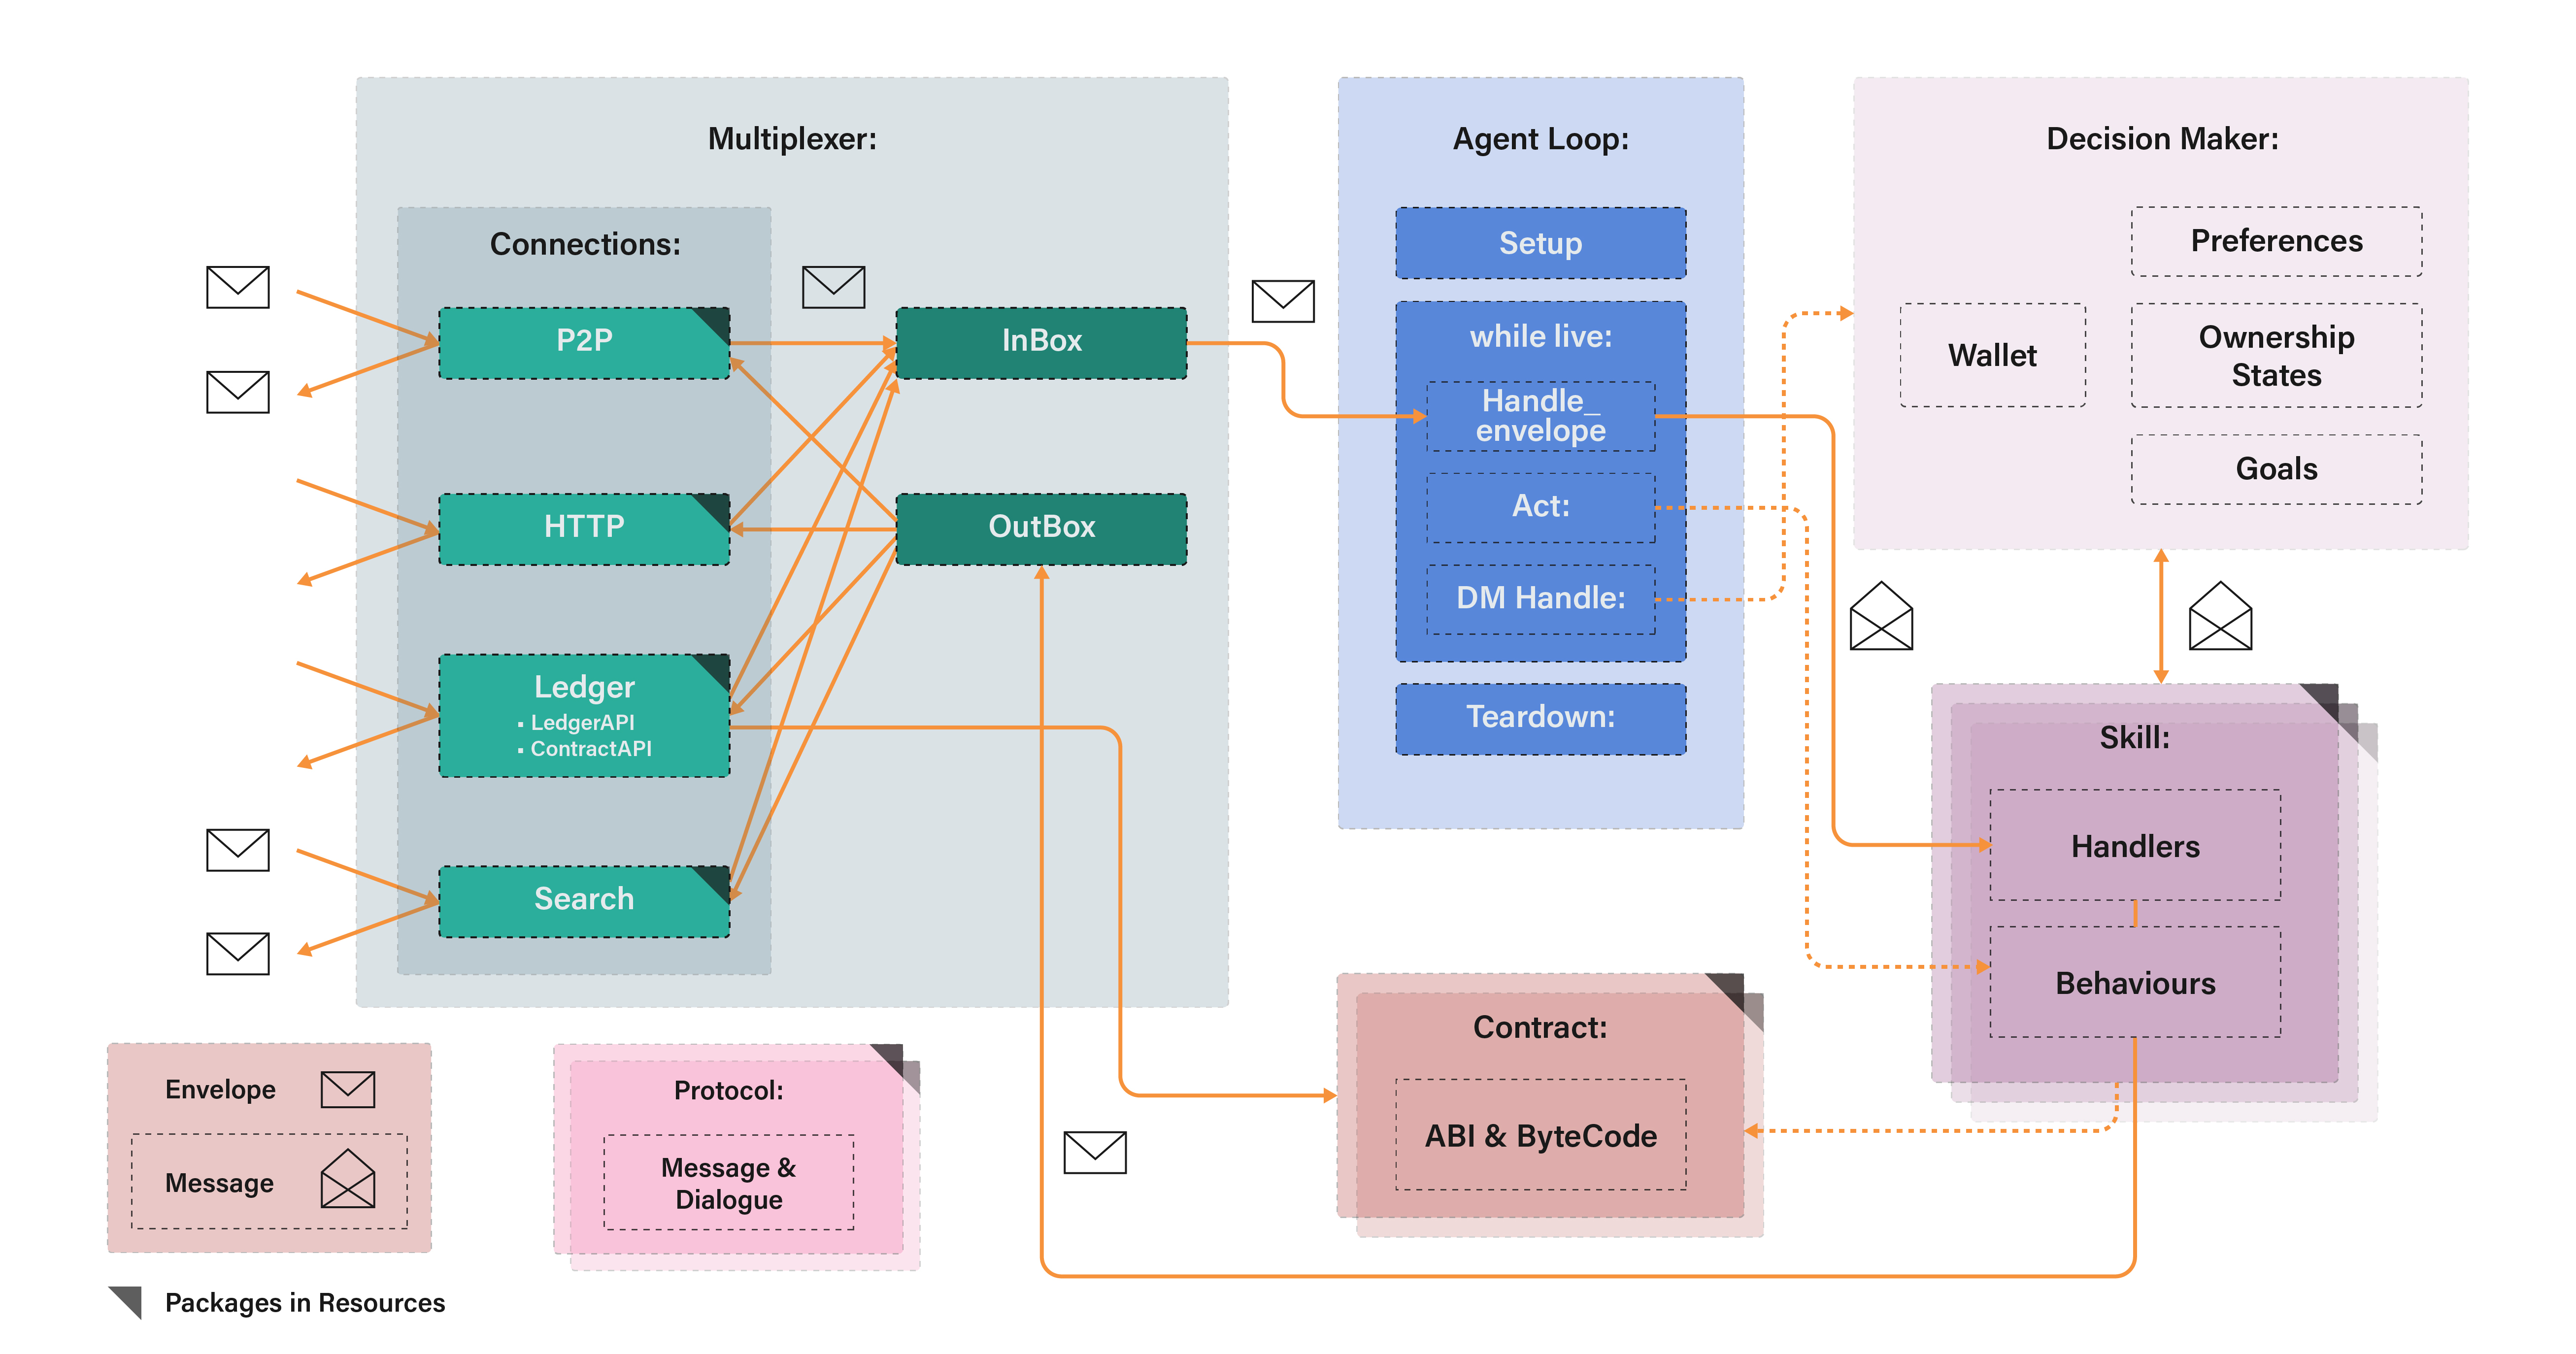 Multiplexer:
Connections:
P2P
HTTP
Ledger
▪ LedgerAPI
▪ ContractAPI
Search
InBox
OutBox
Agent Loop:
Setup
while live:
Handle_
envelope
Act:
DM Handle:
Teardown:
Decision Maker:
Wallet
Preferences
Ownership
States
Goals
Skill:
Handlers
Behaviours
Contract:
ABI & ByteCode
Envelope
Message
Protocol:
Message &
Dialogue
Packages in Resources